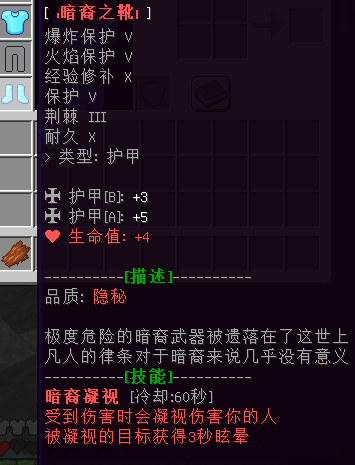 [ 暗裔之靴 ]
爆炸保护 V
火焰保护 V
经验修补 X
保护 V
荆棘 III
耐久 X
> 类型: 护甲
✠ 护甲[B]: +3
✠ 护甲[A]: +5
❤ 生命值: +4
----------[描述]----------
品质: 隐秘
极度危险的暗裔武器被遗落在了这世上
凡人的律条对于暗裔来说几乎没有意义
----------[技能]----------
暗裔凝视 [冷却:60秒]
受到伤害时会凝视伤害你的人
被凝视的目标获得3秒眩晕